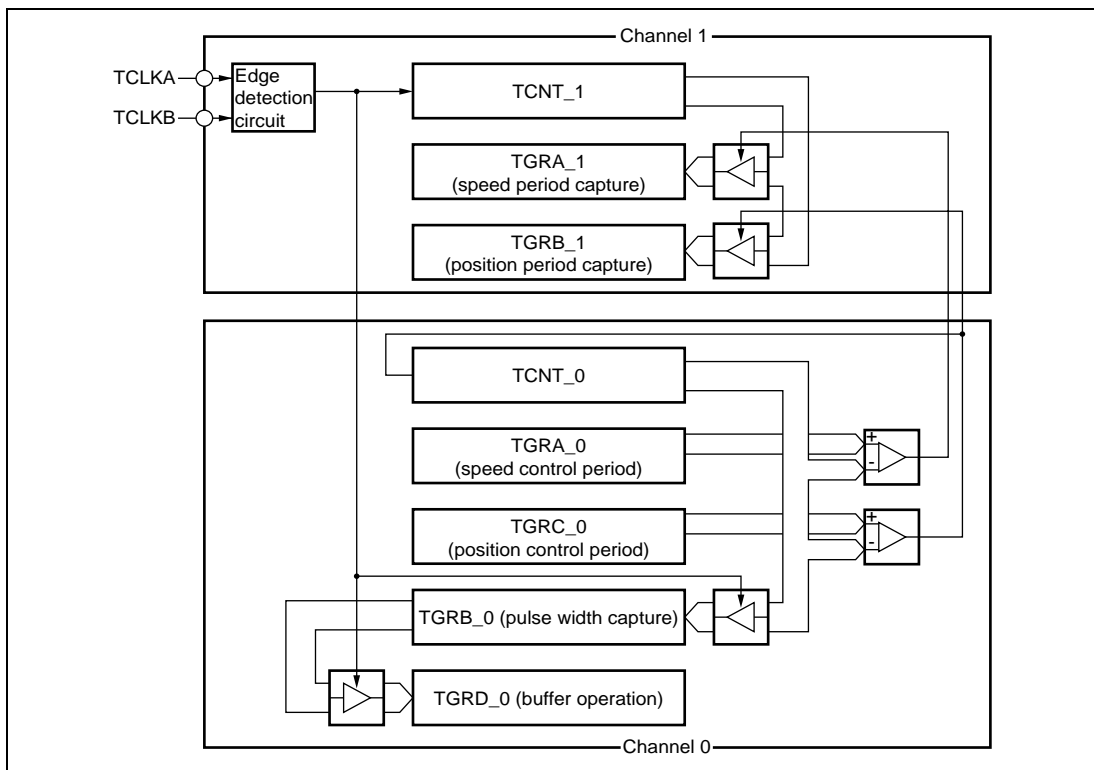 Channel 1
TCLKA
TCLKB
Edge
detection
circuit
TCNT_1
TGRA_1
(speed period capture)
TGRB_1
(position period capture)
TCNT_0
TGRA_0
(speed control period)
+
-
TGRC_0
(position control period)
+
-
TGRB_0 (pulse width capture)
TGRD_0 (buffer operation)
Channel 0